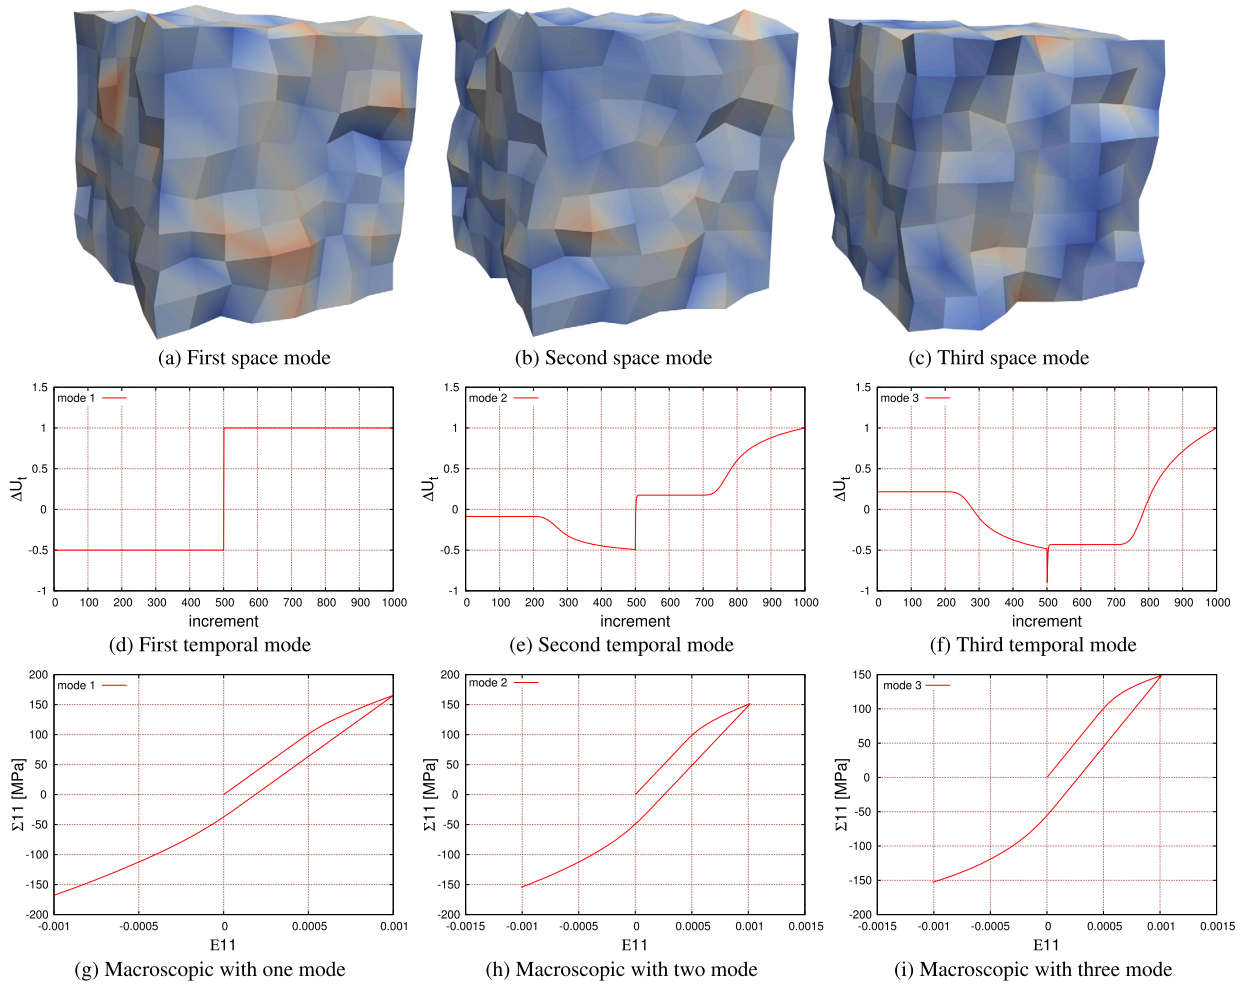 (a) First space mode
(b) Second space mode
(c) Third space mode
1.5
1
0.5
0
-0.5
-1
mode 1
ΔUt
0 100 200 300 400 500 600 700 800 900 1000
increment
(d) First temporal mode
1.5
1
0.5
0
-0.5
-1
mode 2
ΔUt
0 100 200 300 400 500 600 700 800 900 1000
increment
(e) Second temporal mode
1.5
1
0.5
0
-0.5
-1
mode 3
ΔUt
0 100 200 300 400 500 600 700 800 900 1000
increment
(f) Third temporal mode
200
150
100
50
0
-50
-100
-150
-200
mode 1
Σ11 [MPa]
-0.001 -0.0005 0 0.0005 0.001
E11
(g) Macroscopic with one mode
200
150
100
50
0
-50
-100
-150
-200
mode 2
Σ11 [MPa]
-0.0015 -0.001 -0.0005 0 0.0005 0.001 0.0015
E11
(h) Macroscopic with two mode
150
100
50
0
-50
-100
-150
-200
mode 3
Σ11 [MPa]
-0.0015 -0.001 -0.0005 0 0.0005 0.001 0.0015
E11
(i) Macroscopic with three mode